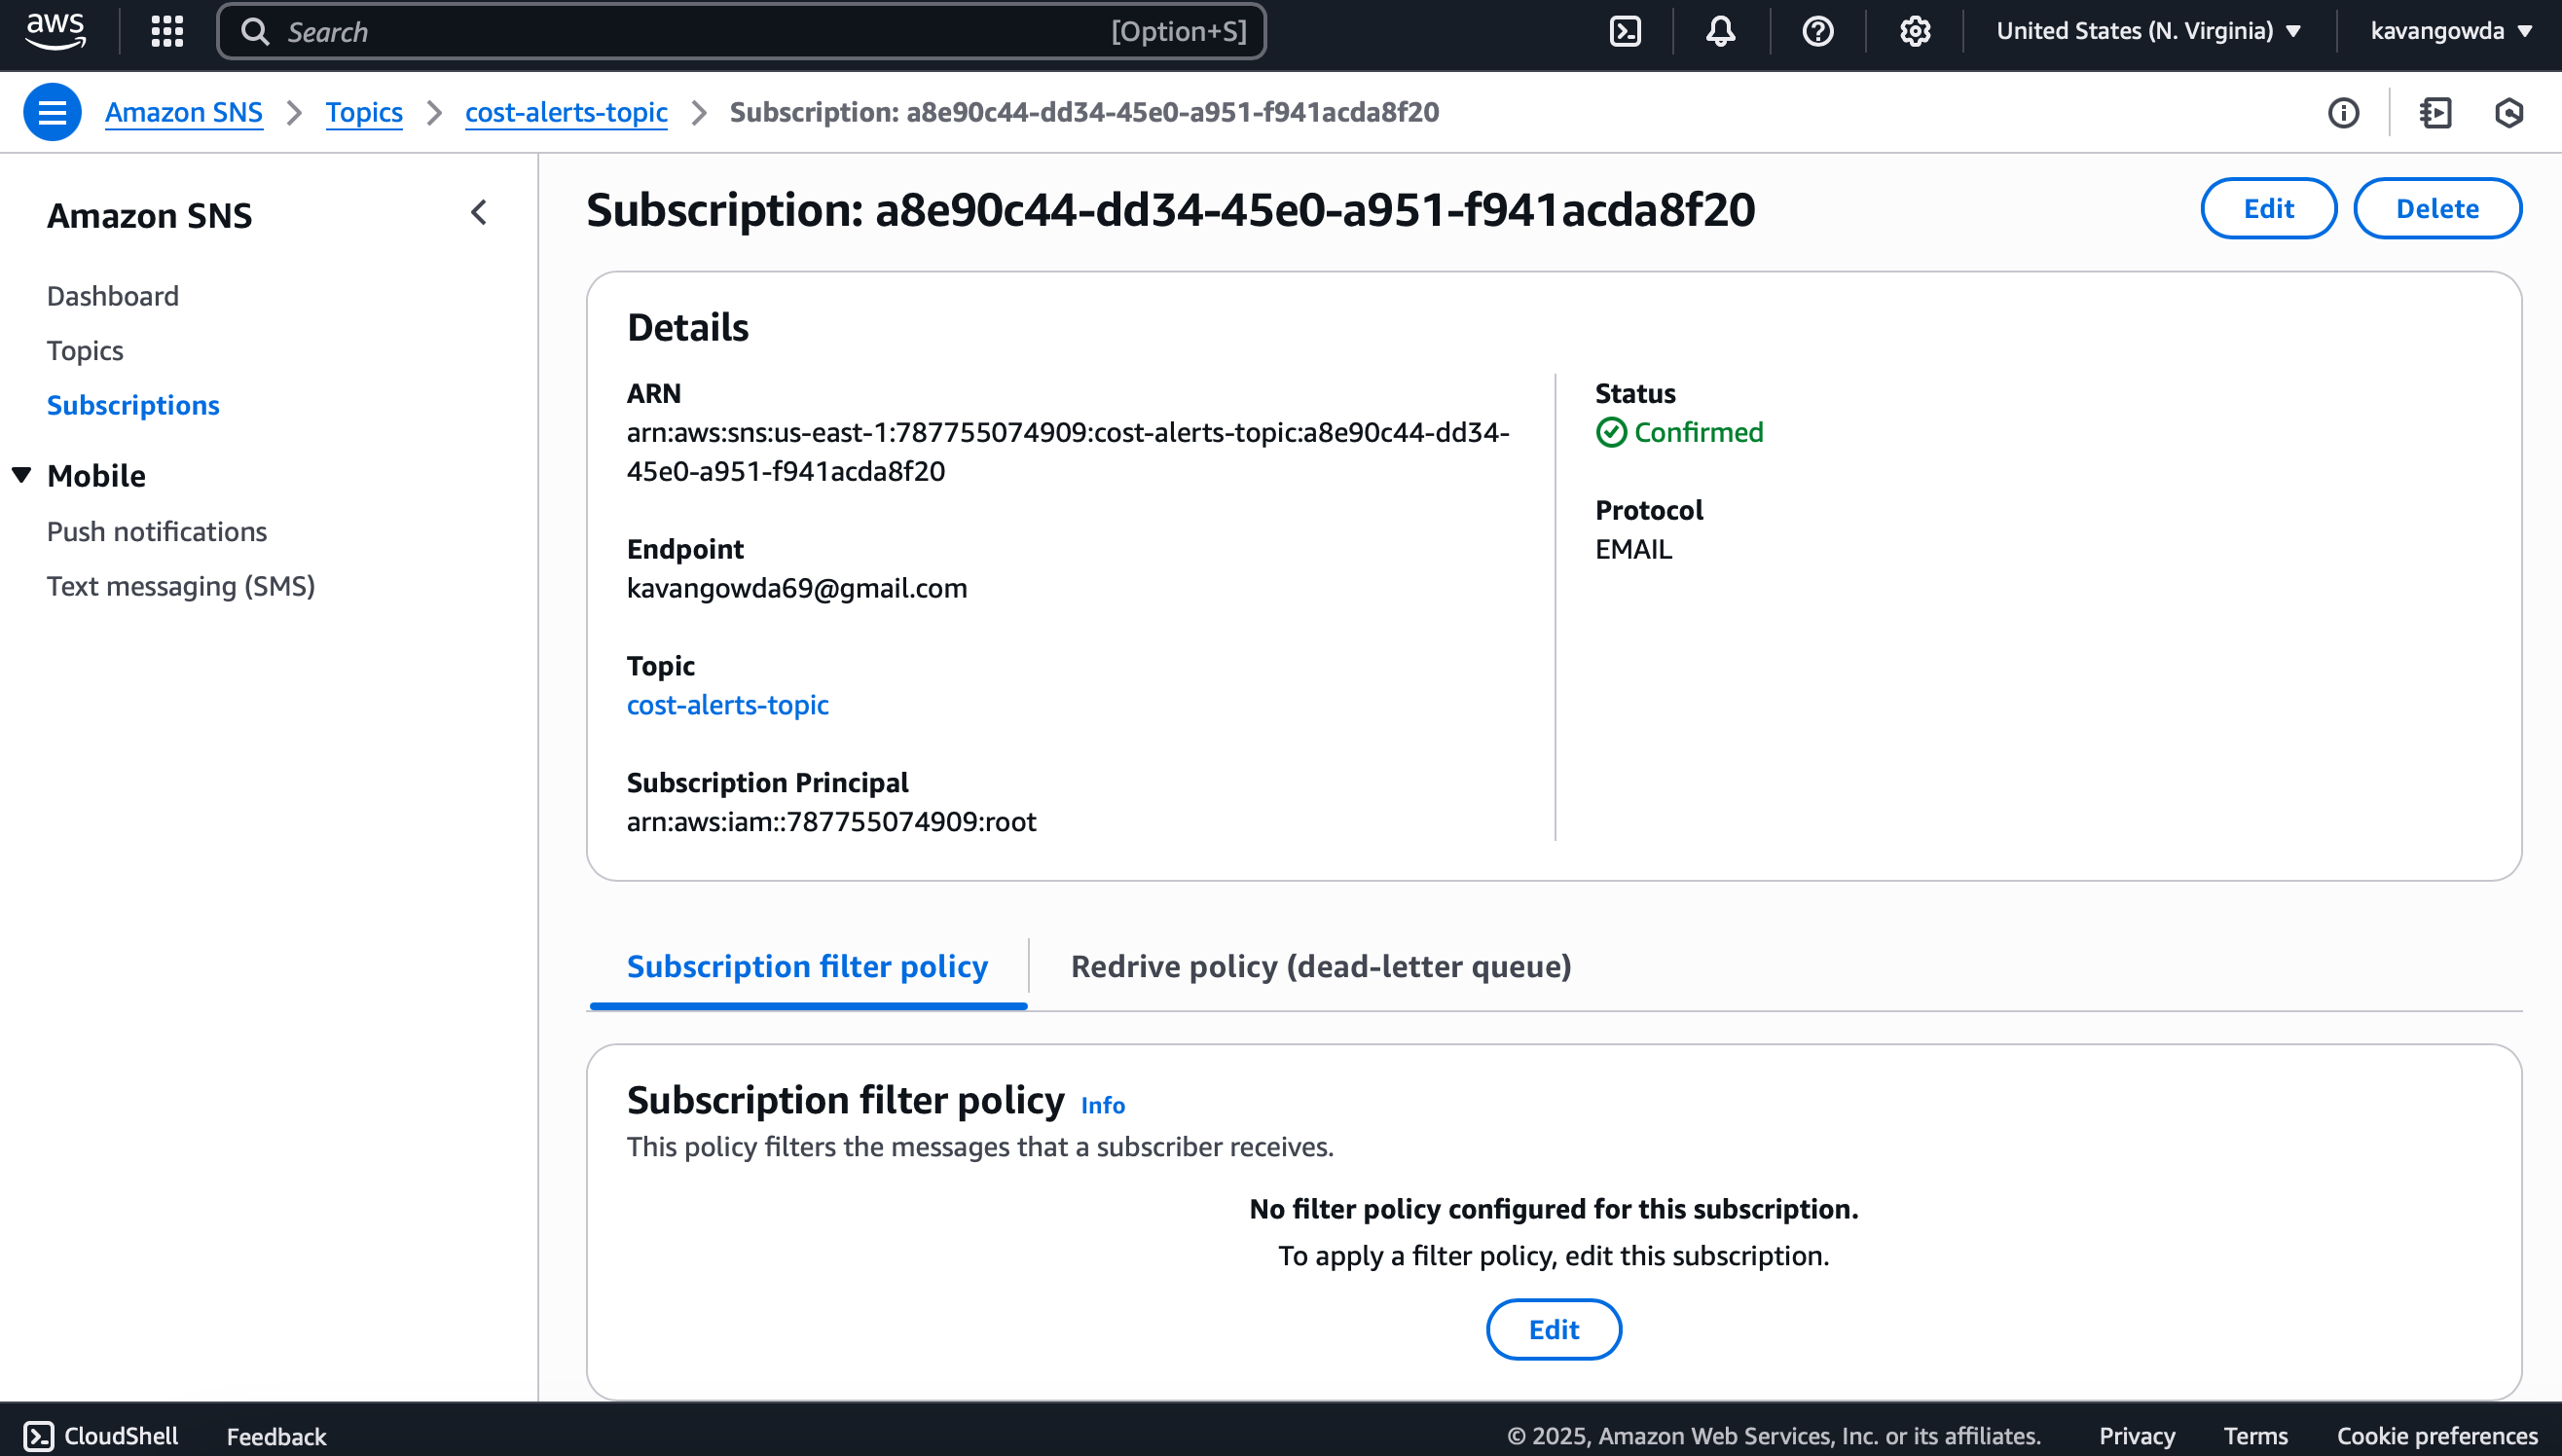 aws
Search
[Option+S]
United States (N. Virginia)
kavangowda
Amazon SNS
Topics
cost-alerts-topic
Subscription: a8e90c44-dd34-45e0-a951-f941acda8f20
Amazon SNS
Dashboard
Topics
Subscriptions
Mobile
Push notifications
Text messaging (SMS)
Subscription: a8e90c44-dd34-45e0-a951-f941acda8f20
Edit
Delete
Details
ARN
arn:aws:sns:us-east-1:787755074909:cost-alerts-topic:a8e90c44-dd34-
45e0-a951-f941acda8f20
Endpoint
kavangowda69@gmail.com
Topic
cost-alerts-topic
Subscription Principal
arn:aws:iam::787755074909:root
Status
Confirmed
Protocol
EMAIL
Subscription filter policy
Redrive policy (dead-letter queue)
Subscription filter policy Info
This policy filters the messages that a subscriber receives.
No filter policy configured for this subscription.
To apply a filter policy, edit this subscription.
Edit
CloudShell
Feedback
© 2025, Amazon Web Services, Inc. or its affiliates.
Privacy
Terms
Cookie preferences